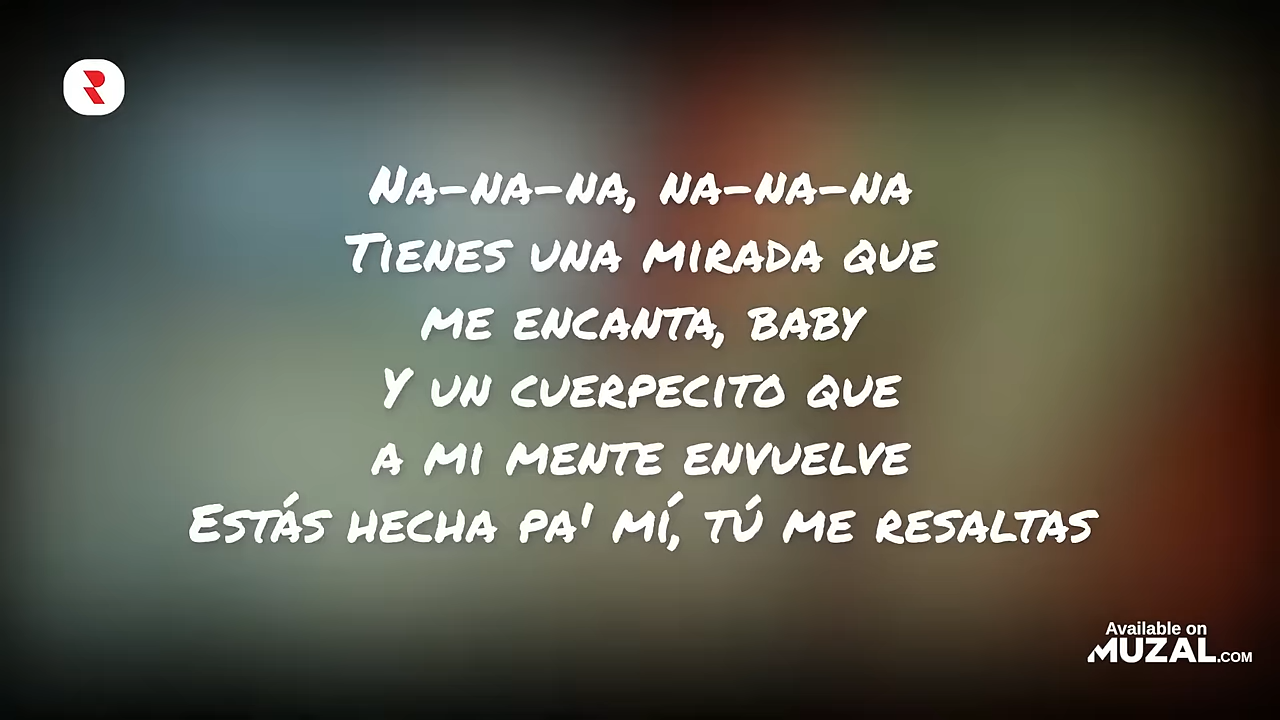 Na-na-na, na-na-na
Tienes una mirada que
me encanta, baby
Y un cuerpecito que
a mi mente envuelve
Estás hecha pa' mí, tú me resaltas
Available on
MUZAL.COM